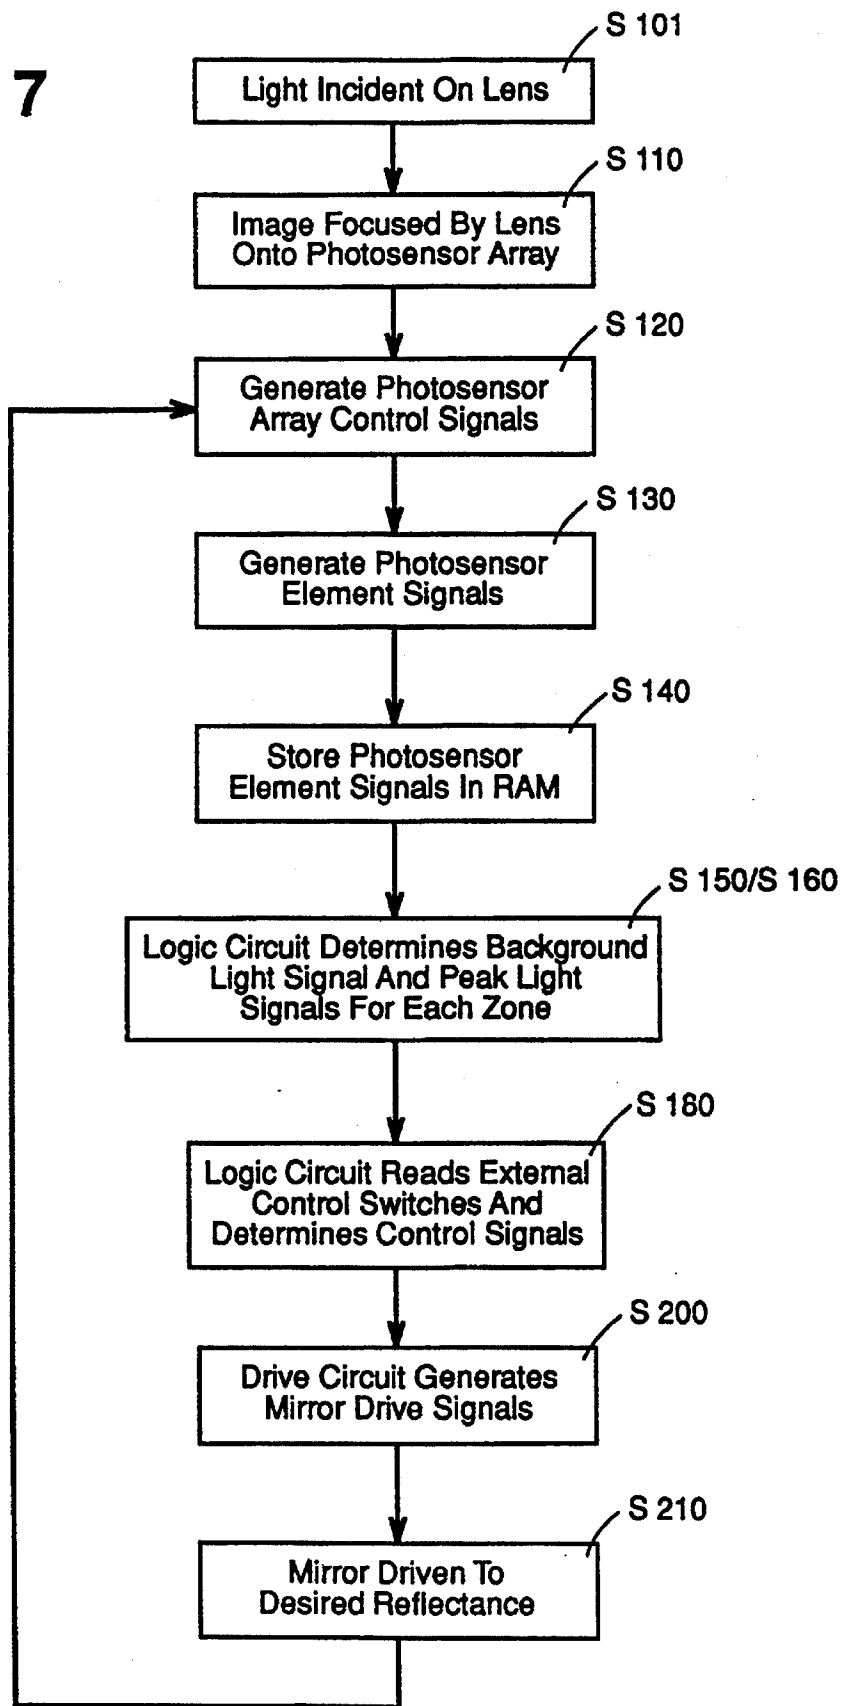 7
S 101
Light Incident On Lens
S 110
Image Focused By Lens
Onto Photosensor Array
S 120
Generate Photosensor
Array Control Signals
S 130
Generate Photosensor
Element Signals
S 140
Store Photosensor
Element Signals In RAM
S 150/S 160
Logic Circuit Determines Background
Light Signal And Peak Light
Signals For Each Zone
S 180
Logic Circuit Reads External
Control Switches And
Determines Control Signals
S 200
Drive Circuit Generates
Mirror Drive Signals
S 210
Mirror Driven To
Desired Reflectance